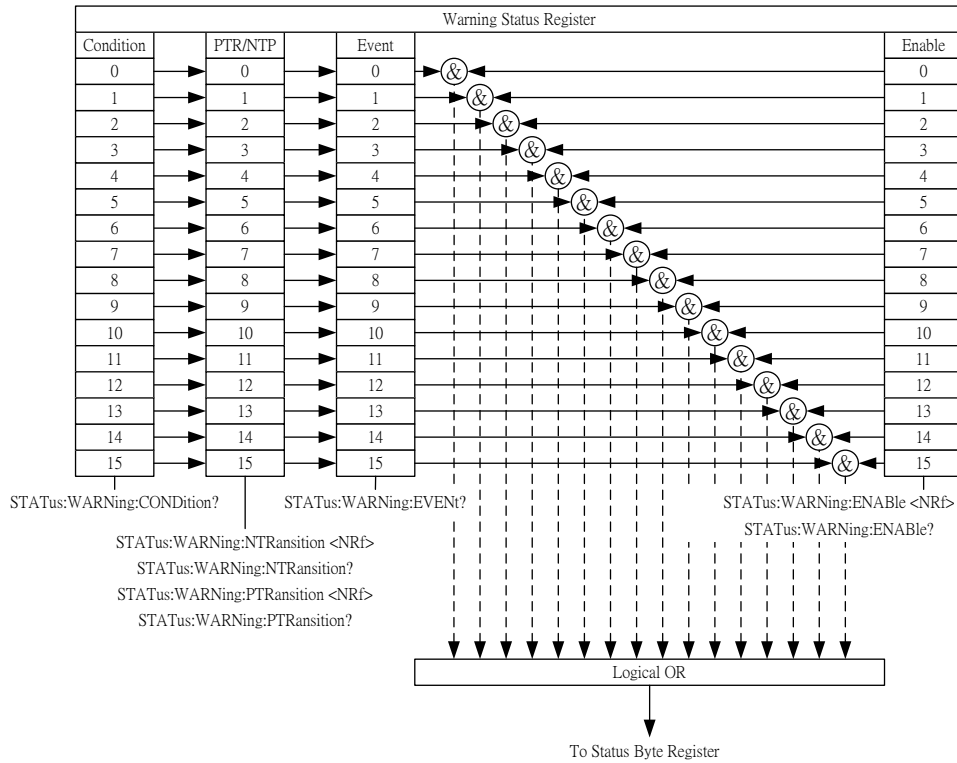 Warning Status Register
Condition PTR/NTP Event Enable
0 0 0 & 0
1 1 1 & 1
2 2 2 & 2
3 3 3 & 3
4 4 4 & 4
5 5 5 & 5
6 6 6 & 6
7 7 7 & 7
8 8 8 & 8
9 9 9 & 9
10 10 10 & 10
11 11 11 & 11
12 12 12 & 12
13 13 13 & 13
14 14 14 & 14
15 15 15 & 15
STATus:WARNing:CONDition? STATus:WARNing:EVENt? STATus:WARNing:ENABle <NRf>
STATus:WARNing:ENABle?
STATus:WARNing:NTRansition <NRf>
STATus:WARNing:NTRansition?
STATus:WARNing:PTRansition <NRf>
STATus:WARNing:PTRansition?
Logical OR
To Status Byte Register